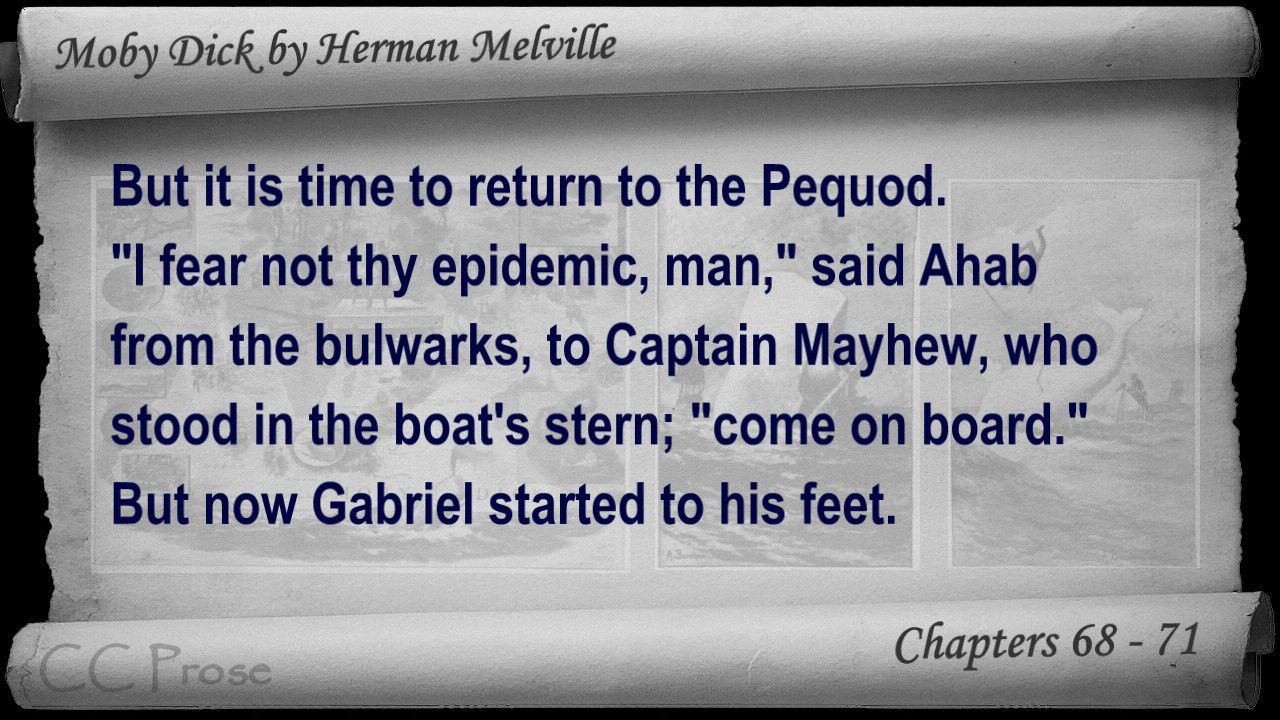 Moby Dick by Herman Melville
But it is time to return to the Pequod.
"I fear not thy epidemic, man," said Ahab
from the bulwarks, to Captain Mayhew, who
stood in the boat's stern; "come on board."
But now Gabriel started to his feet.
Chapters 68 - 71
CC Prose